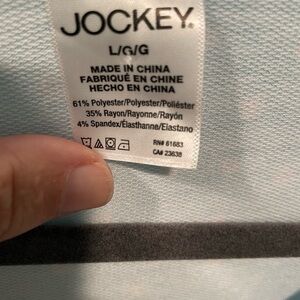 JOCKEY.
L/G/G
MADE IN CHINA
FABRIQUÉ EN CHINE
HECHO EN CHINA
61% Polyester/Polyester/Poliéster
35% Rayon/Rayonne/Rayón
4% Spandex/Élasthanne/Elastano
RN# 61683
CA# 23638